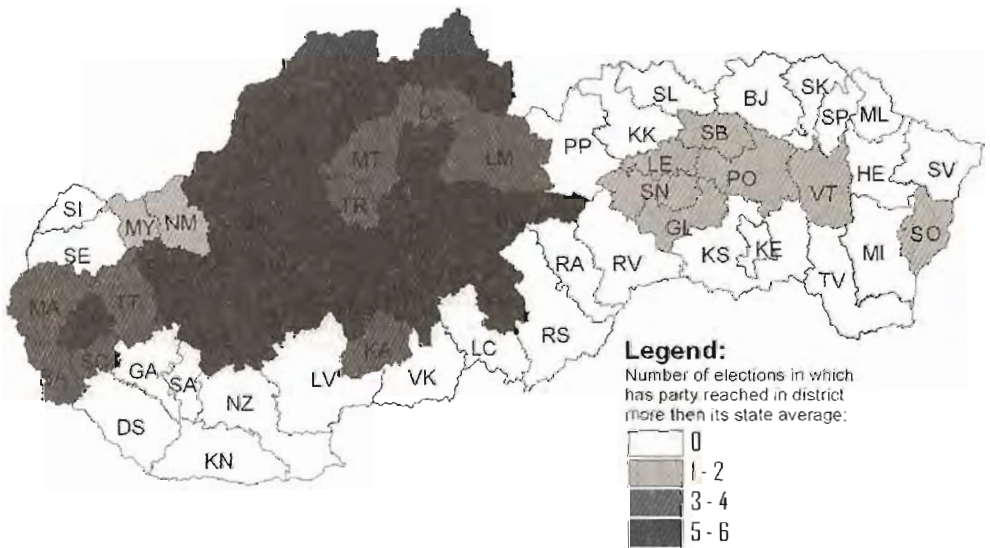 SL
BJ
SK
SP
ML
PP
KK
SB
HE
SV
DK
MT
LM
LE
PO
VT
SN
TR
GL
SO
SI
MY
NM
SE
KS
KE
MI
RA
RV
TV
MA
TT
RS
SC
KA
LC
GA
SA
LV
VK
NZ
DS
KN
Legend:
Number of elections in which
has party reached in district
more then its state average:
0
1 - 2
3 - 4
5 - 6